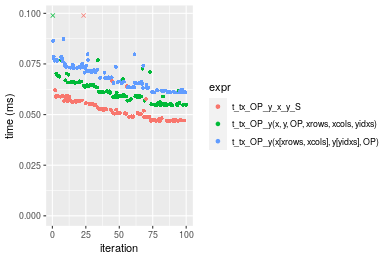 0.100
0.075
0.050
0.025
0.000
time (ms)
0
25
50
75
100
iteration
expr
t_tx_OP_y_x_y_S
t_tx_OP_y(x, y, OP, xrows, xcols, yidxs)
t_tx_OP_y(x[xrows, xcols], y[yidxs], OP)